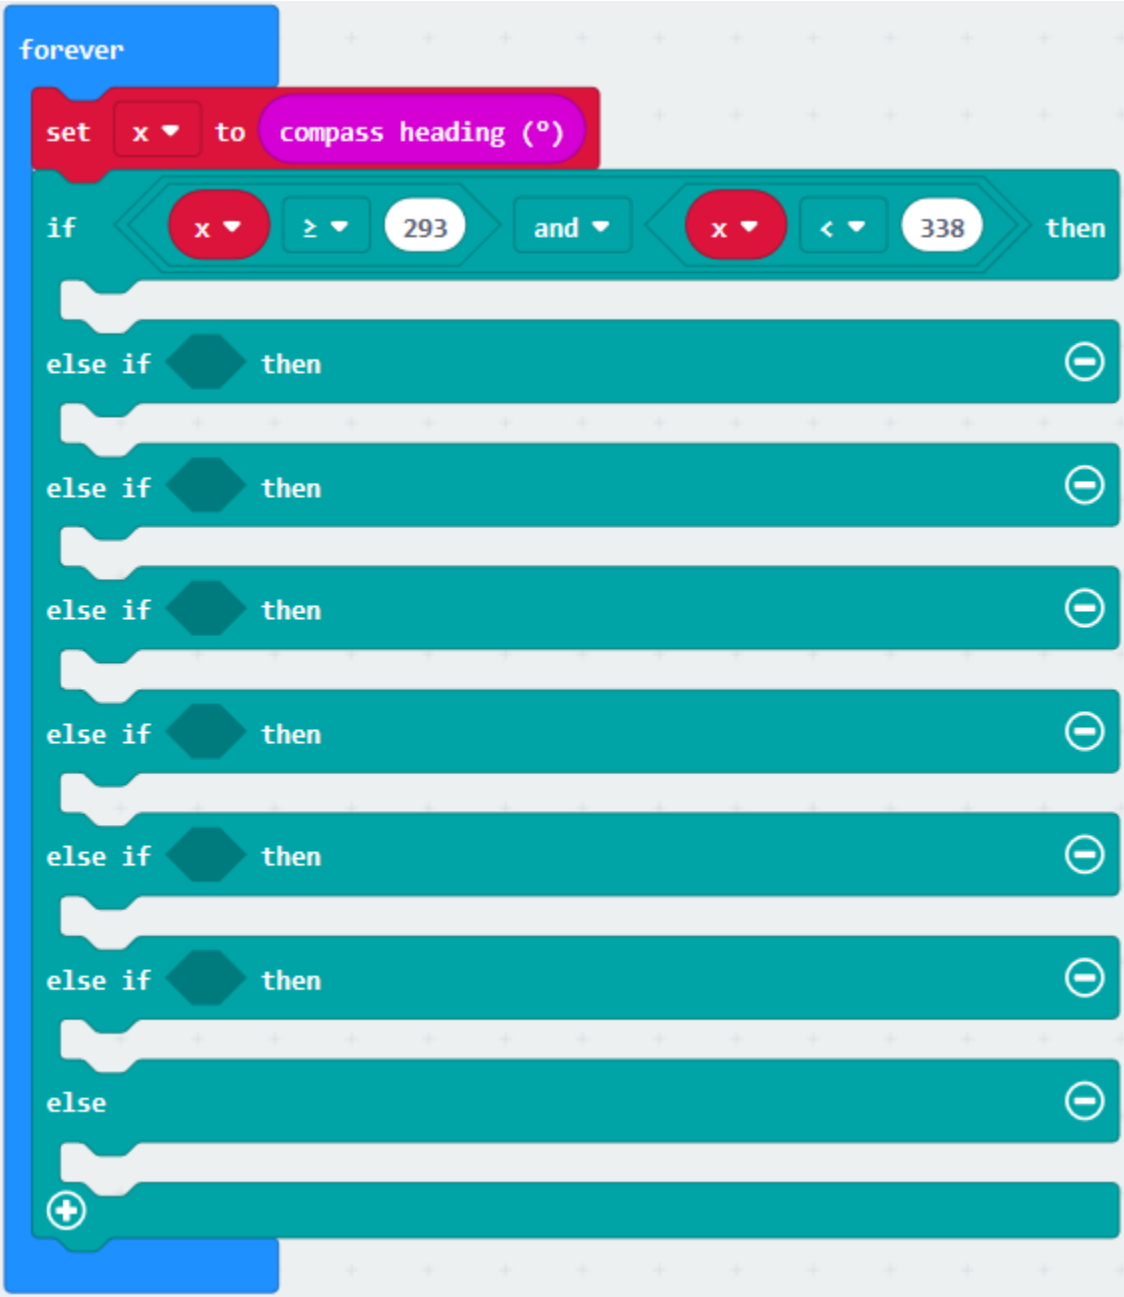 forever
set x to compass heading (°)
if x ≥ 293 and x < 338 then
else if then
else if then
else if then
else if then
else if then
else if then
else